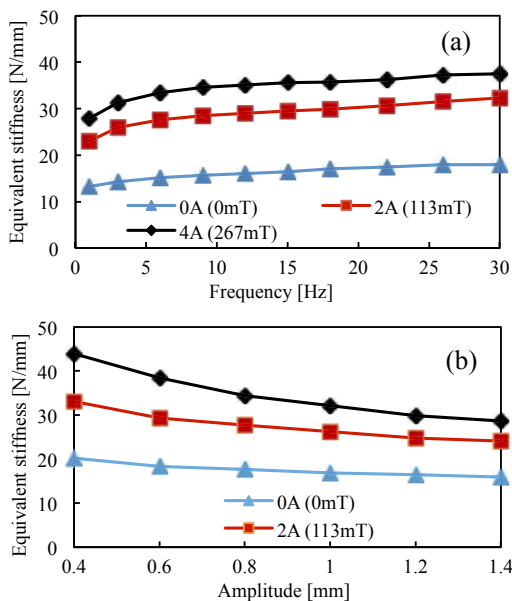 50
(a)
40
30
20
10
0
0A (0mT)
2A (113mT)
4A (267mT)
0 5 10 15 20 25 30
Frequency [Hz]
Equivalent stiffness [N/mm]
50
(b)
40
30
20
10
0
0A (0mT)
2A (113mT)
0.4 0.6 0.8 1 1.2 1.4
Amplitude [mm]
Equivalent stiffness [N/mm]